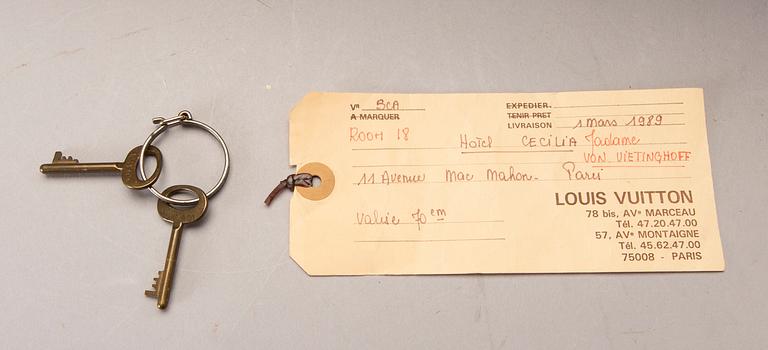 Vr BCA
A MARQUER
EXPEDIER.
TENIR PRET
LIVRAISON 1 Mars 1989
ROOM 18
Hotel CECILIA Madame
VON. VIETINGHOFF
11 Avenue Mac Mahon - Paris
Valise 70 cm
LOUIS VUITTON
78 bis, AVe MARCEAU
Tél. 47.20.47.00
57, AVe MONTAIGNE
Tél. 45.62.47.00
75008 - PARIS